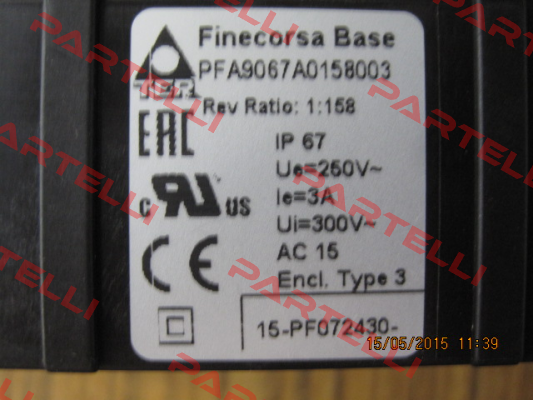 Finecorsa Base
PFA9067A0158003
TER
Rev Ratio: 1:158
EAC
IP 67
Ue=250V~
c RU US
Ie=3A
Ui=300V~
CE
AC 15
Encl. Type 3
15-PF072430-
15/05/2015 11:39
PARTELLI
PARTELLI
PARTELLI
PARTELLI
PARTELLI